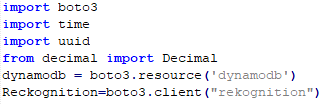 import boto3
import time
import uuid
from decimal import Decimal
dynamodb = boto3.resource('dynamodb')
Reckognition=boto3.client("rekognition")